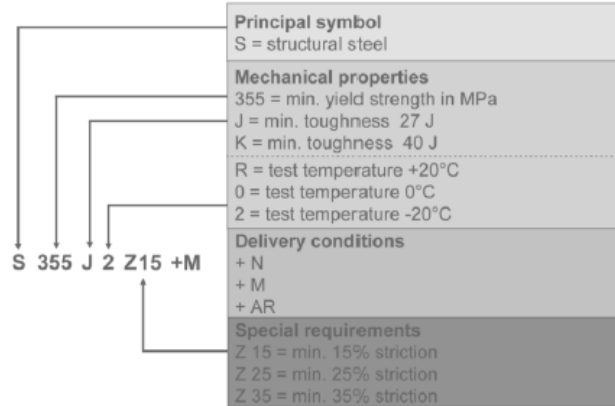 Principal symbol
S = structural steel
Mechanical properties
355 = min. yield strength in MPa
J = min. toughness 27 J
K = min. toughness 40 J
R = test temperature +20°C
0 = test temperature 0°C
2 = test temperature -20°C
Delivery conditions
+ N
+ M
+ AR
Special requirements
Z 15 = min. 15% striction
Z 25 = min. 25% striction
Z 35 = min. 35% striction
S 355 J 2 Z15 +M